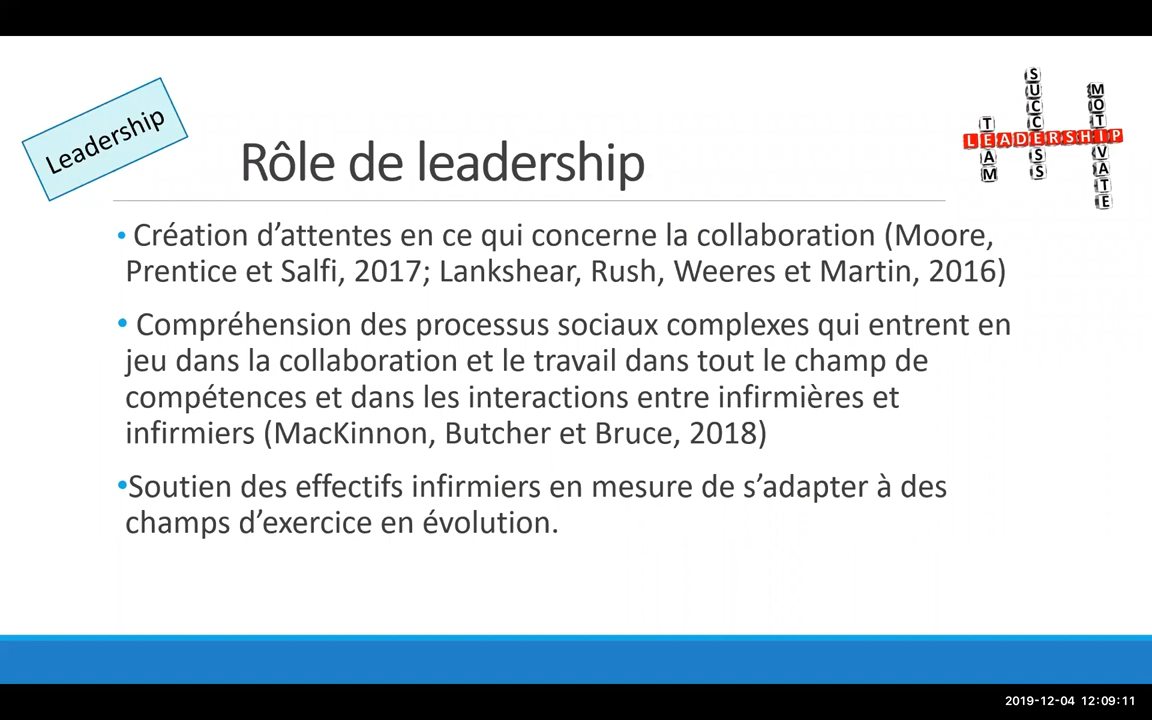 Leadership
SUCCESS
MOTIVATE
TEAM
LEADERSHIP
Rôle de leadership
• Création d’attentes en ce qui concerne la collaboration (Moore,
Prentice et Salfi, 2017; Lankshear, Rush, Weeres et Martin, 2016)
• Compréhension des processus sociaux complexes qui entrent en
jeu dans la collaboration et le travail dans tout le champ de
compétences et dans les interactions entre infirmières et
infirmiers (MacKinnon, Butcher et Bruce, 2018)
•Soutien des effectifs infirmiers en mesure de s’adapter à des
champs d’exercice en évolution.
2019-12-04 12:09:11